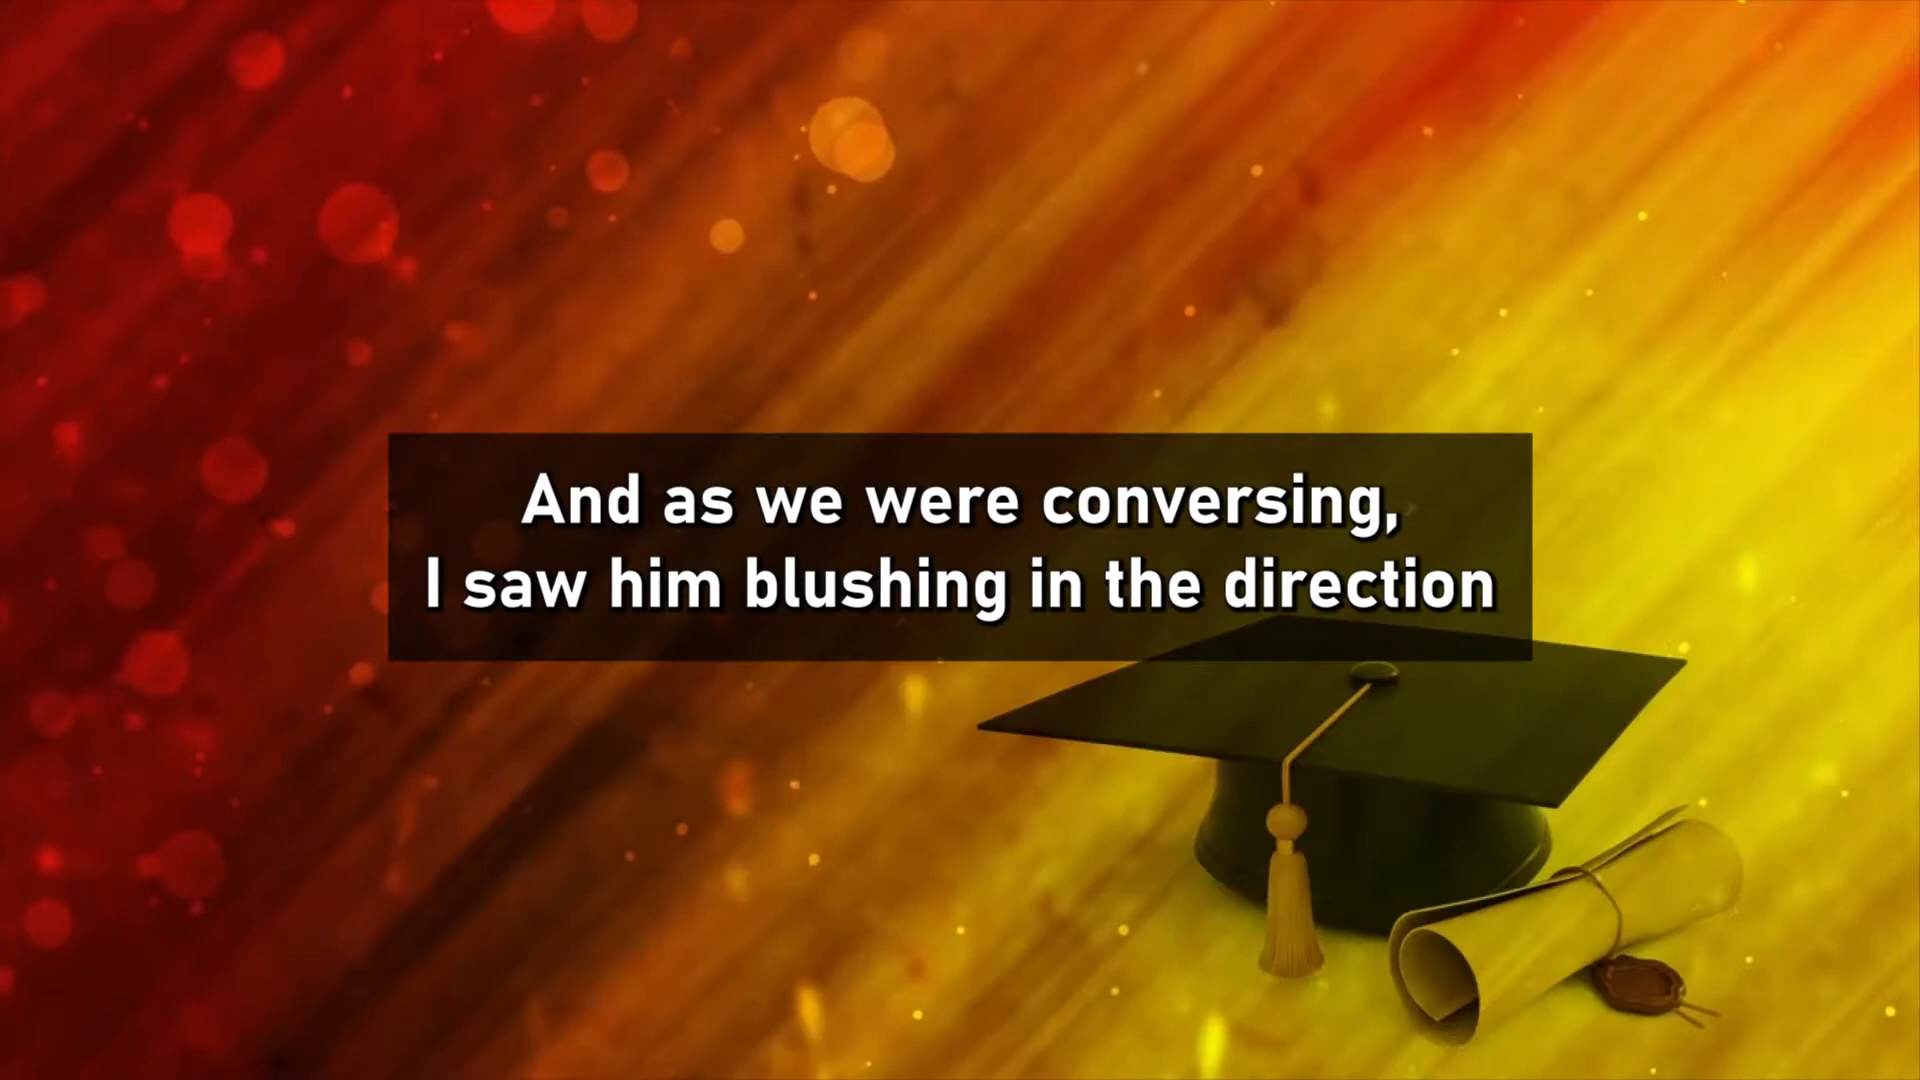 And as we were conversing,
I saw him blushing in the direction